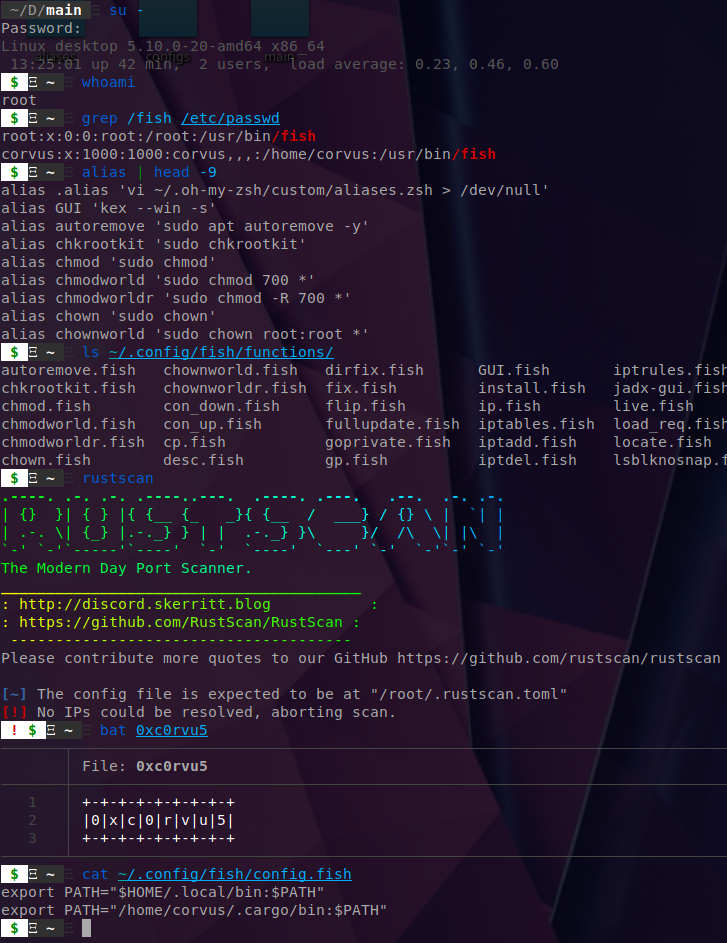 ~/D/main Ξ su -
Password:
Linux desktop 5.10.0-20-amd64 x86_64
aliases configs main
13:25:01 up 42 min, 2 users, load average: 0.23, 0.46, 0.60
$ Ξ ~ Ξ whoami
root
$ Ξ ~ Ξ grep /fish /etc/passwd
root:x:0:0:root:/root:/usr/bin/fish
corvus:x:1000:1000:corvus,,,:/home/corvus:/usr/bin/fish
$ Ξ ~ Ξ alias | head -9
alias .alias 'vi ~/.oh-my-zsh/custom/aliases.zsh > /dev/null'
alias GUI 'kex --win -s'
alias autoremove 'sudo apt autoremove -y'
alias chkrootkit 'sudo chkrootkit'
alias chmod 'sudo chmod'
alias chmodworld 'sudo chmod 700 *'
alias chmodworldr 'sudo chmod -R 700 *'
alias chown 'sudo chown'
alias chownworld 'sudo chown root:root *'
$ Ξ ~ Ξ ls ~/.config/fish/functions/
autoremove.fish chownworld.fish dirfix.fish GUI.fish iptrules.fish
chkrootkit.fish chownworldr.fish fix.fish install.fish jadx-gui.fish
chmod.fish con_down.fish flip.fish ip.fish live.fish
chmodworld.fish con_up.fish fullupdate.fish iptables.fish load_req.fish
chmodworldr.fish cp.fish goprivate.fish iptadd.fish locate.fish
chown.fish desc.fish gp.fish iptdel.fish lsblknosnap.f
$ Ξ ~ Ξ rustscan
.----. .-. .-. .----..---.  .----. .---.   .--.  .-. .-.
| {}  }| { } |{ {__ {_   _}{ {__  /  ___} / {} \ |  `| |
| .-. \| {_} |.-._} } | |  .-._} }\     }/  /\  \| |\  |
`-' `-'`-----'`----'  `-'  `----'  `---' `-'  `-'`-' `-'
The Modern Day Port Scanner.
________________________________________
: http://discord.skerritt.blog           :
: https://github.com/RustScan/RustScan :
 --------------------------------------
Please contribute more quotes to our GitHub https://github.com/rustscan/rustscan
[~] The config file is expected to be at "/root/.rustscan.toml"
[!] No IPs could be resolved, aborting scan.
! $ Ξ ~ Ξ bat 0xc0rvu5
File: 0xc0rvu5
1 +-+-+-+-+-+-+-+-+
2 |0|x|c|0|r|v|u|5|
3 +-+-+-+-+-+-+-+-+
$ Ξ ~ Ξ cat ~/.config/fish/config.fish
export PATH="$HOME/.local/bin:$PATH"
export PATH="/home/corvus/.cargo/bin:$PATH"
$ Ξ ~ Ξ